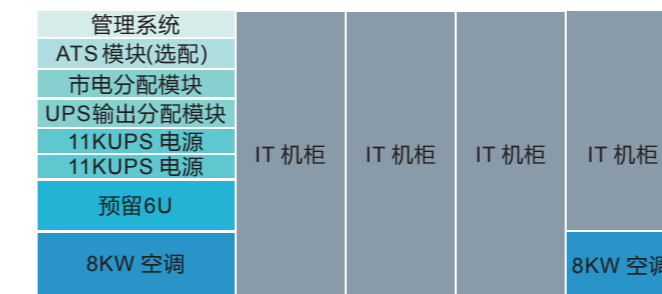 管理系统
ATS 模块(选配)
市电分配模块
UPS输出分配模块
11KUPS 电源
11KUPS 电源
预留6U
8KW 空调
IT 机柜
IT 机柜
IT 机柜
IT 机柜
8KW 空调